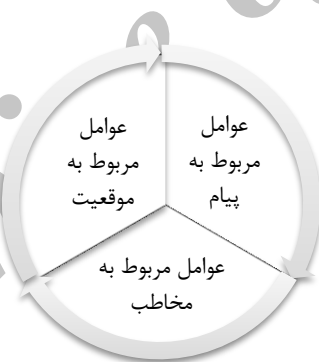 عوامل
مربوط به
پیام
عوامل
مربوط به
موقعیت
عوامل مربوط به
مخاطب